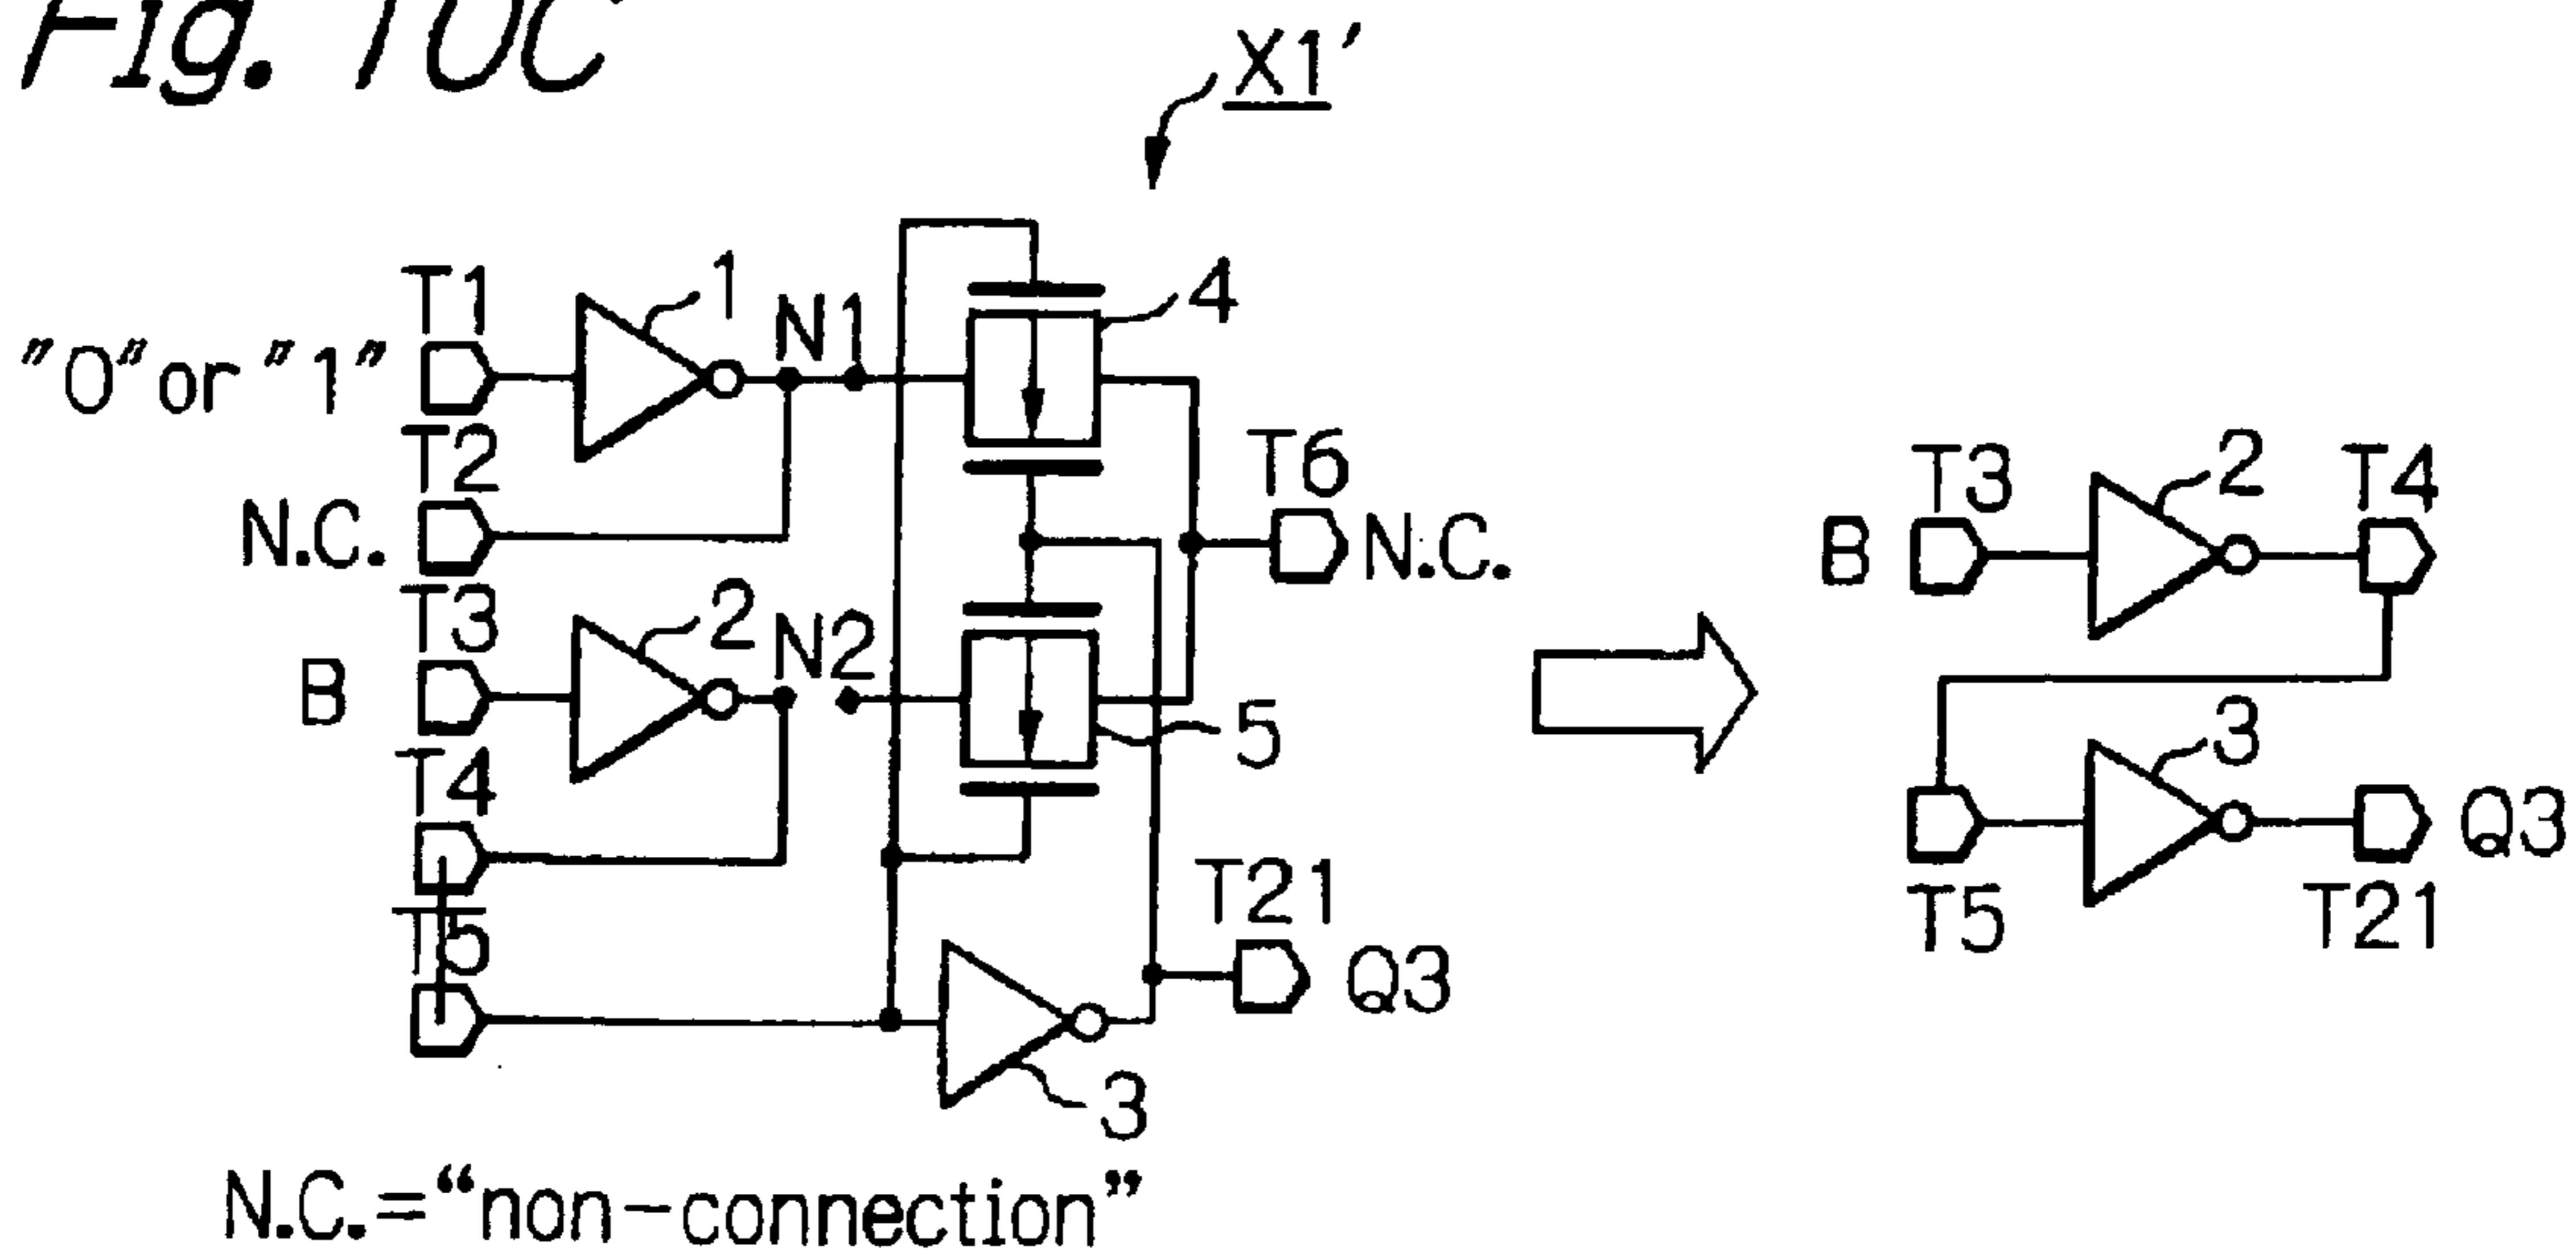 Fig. 10C
X1'
T1
"0" or "1"
1
N1
4
T2
N.C.
T6
N.C.
T3
B
2
N2
5
T4
T5
T21
Q3
3
T3
B
2
T4
T5
3
T21
Q3
N.C.="non-connection"